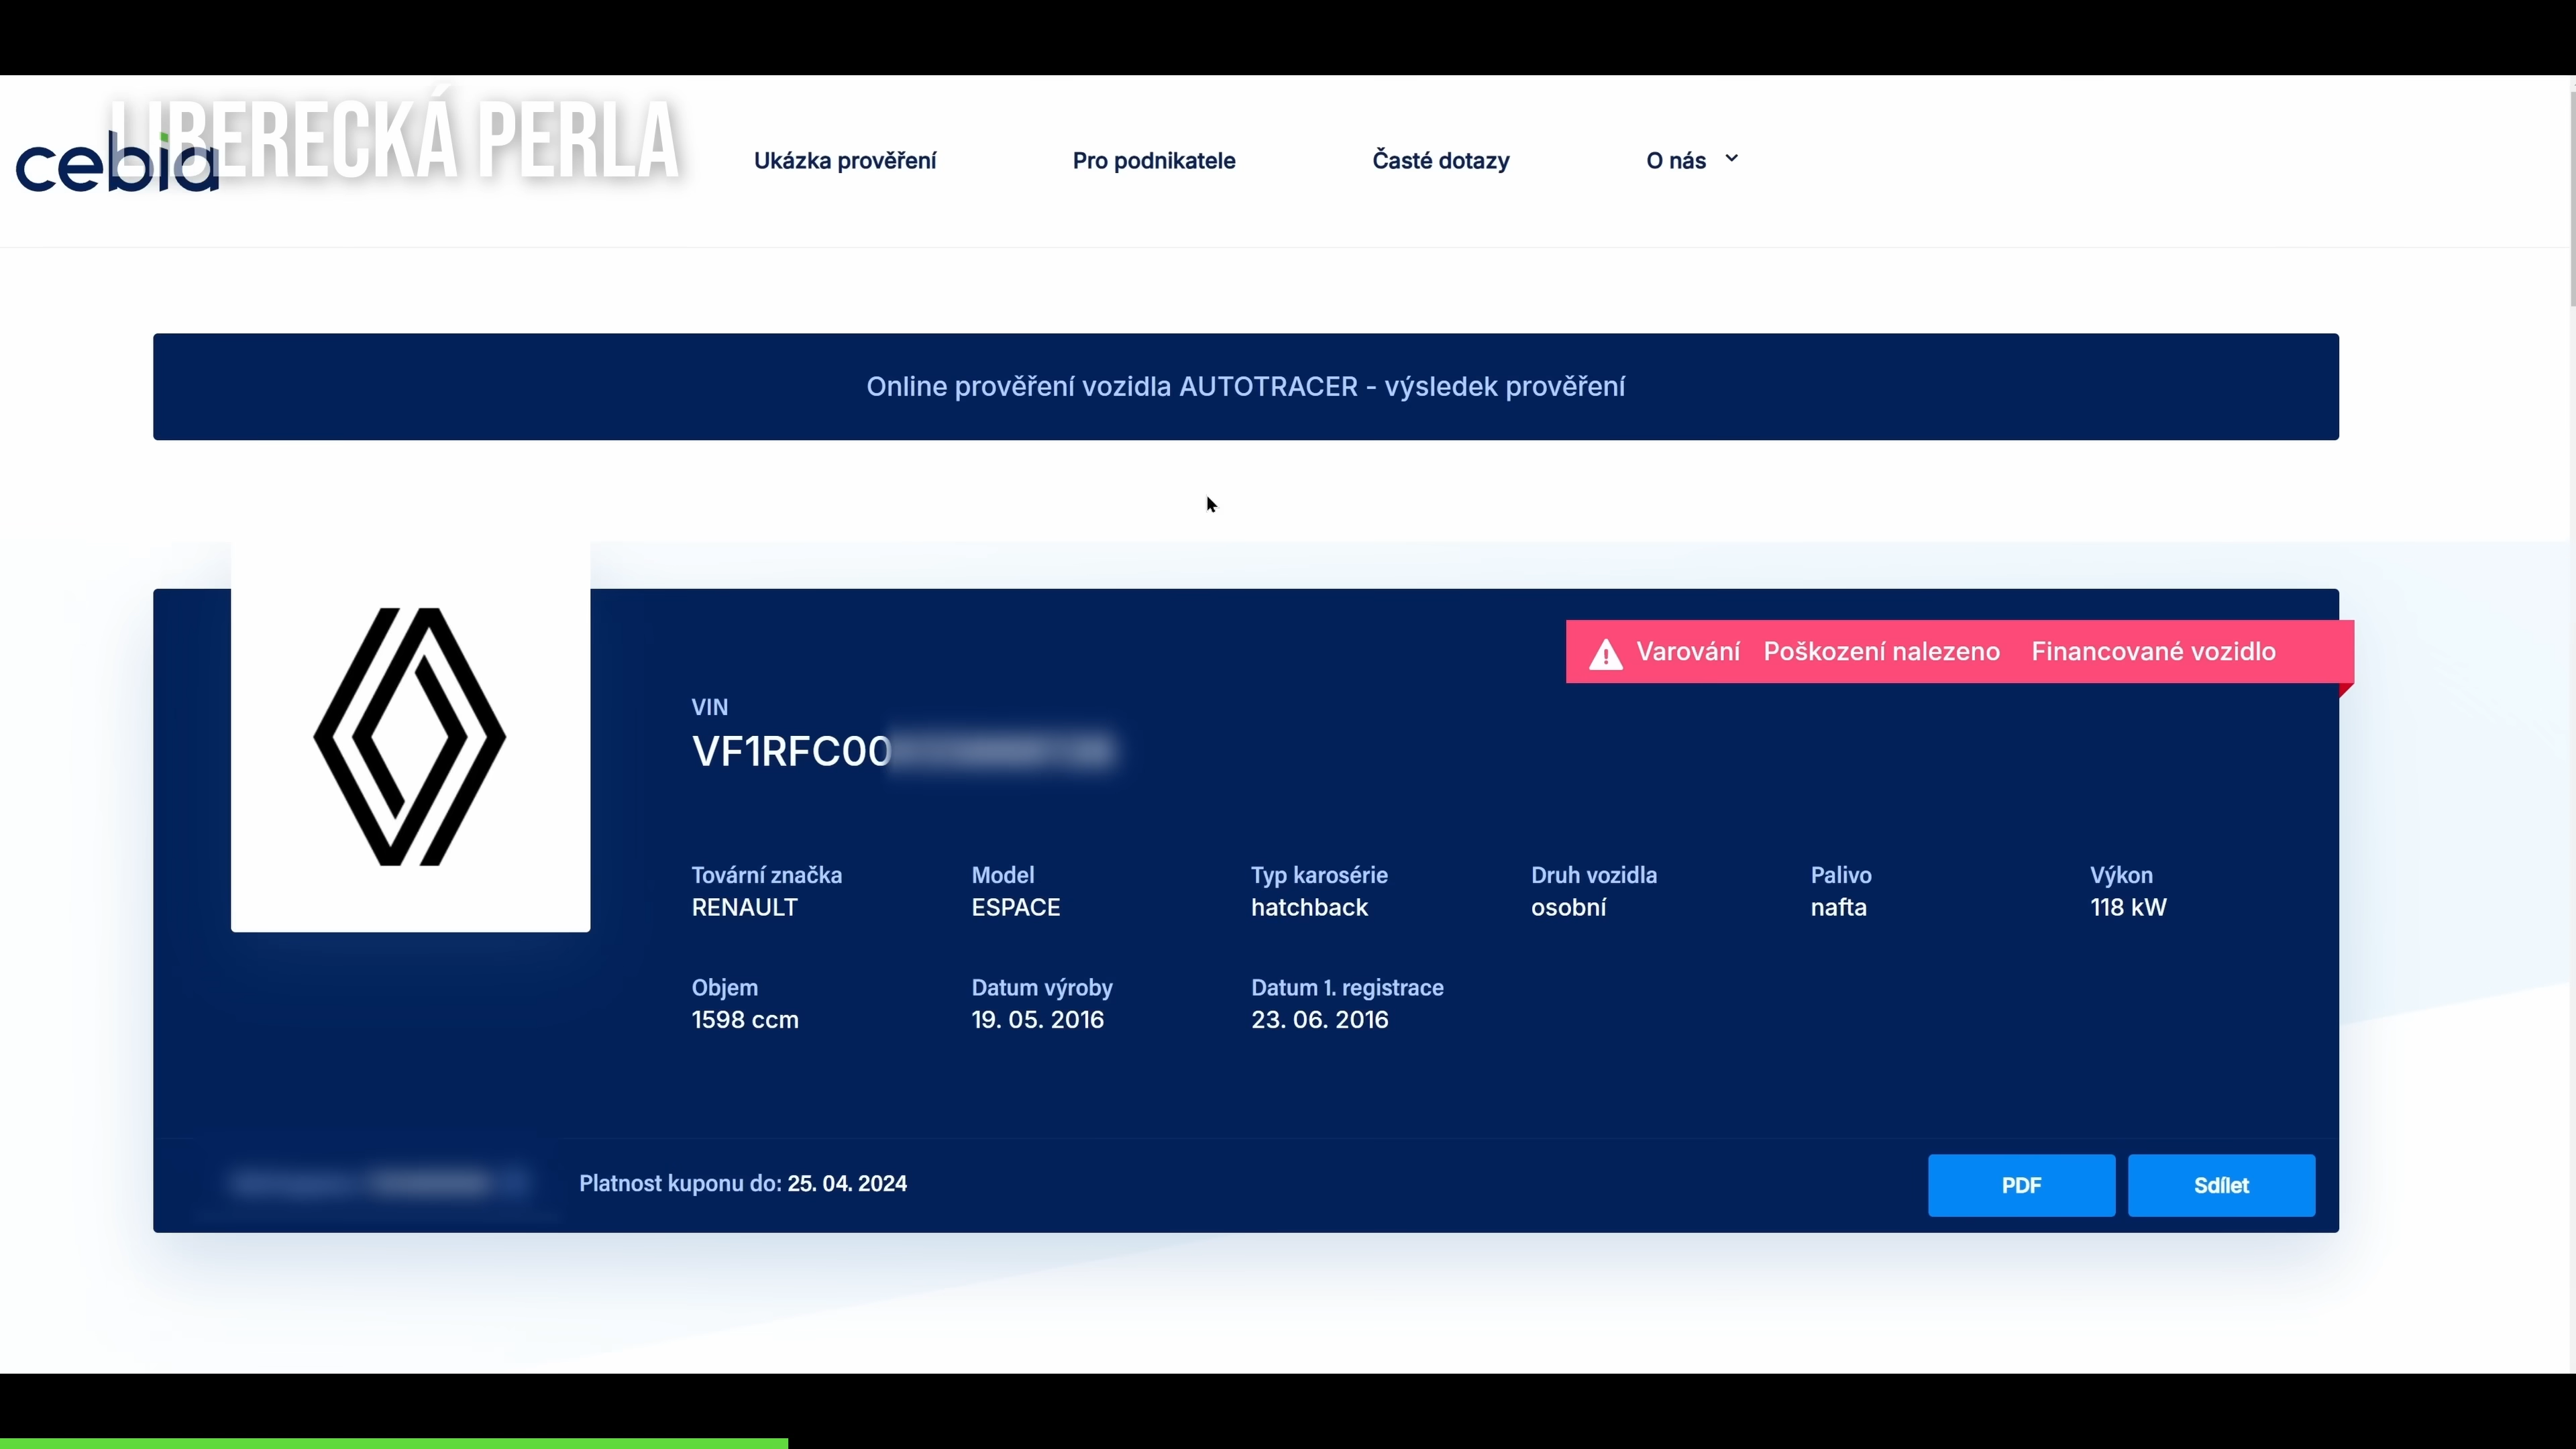 LIBERECKÁ PERLA
cebia
Ukázka prověření
Pro podnikatele
Časté dotazy
O nás
Online prověření vozidla AUTOTRACER - výsledek prověření
Varování Poškození nalezeno Financované vozidlo
VIN
VF1RFC00
Tovární značka
RENAULT
Model
ESPACE
Typ karosérie
hatchback
Druh vozidla
osobní
Palivo
nafta
Výkon
118 kW
Objem
1598 ccm
Datum výroby
19. 05. 2016
Datum 1. registrace
23. 06. 2016
Platnost kuponu do: 25. 04. 2024
PDF
Sdílet